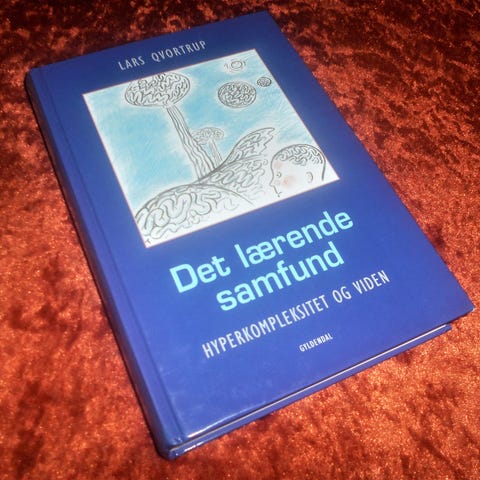 LARS QVORTRUP
Det lærende
samfund
HYPERKOMPLEKSITET OG VIDEN
GYLDENDAL